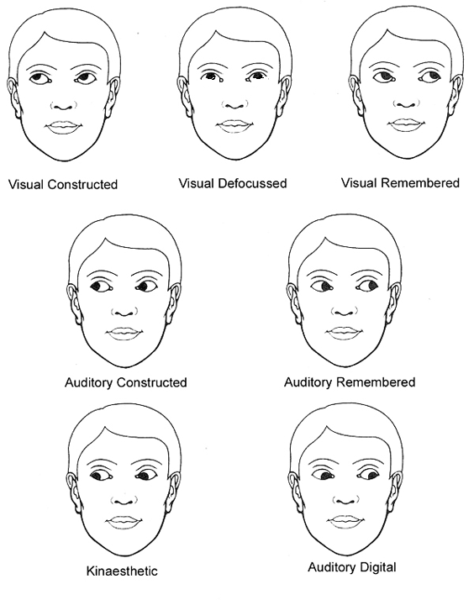 Visual Constructed
Visual Defocussed
Visual Remembered
Auditory Constructed
Auditory Remembered
Kinaesthetic
Auditory Digital